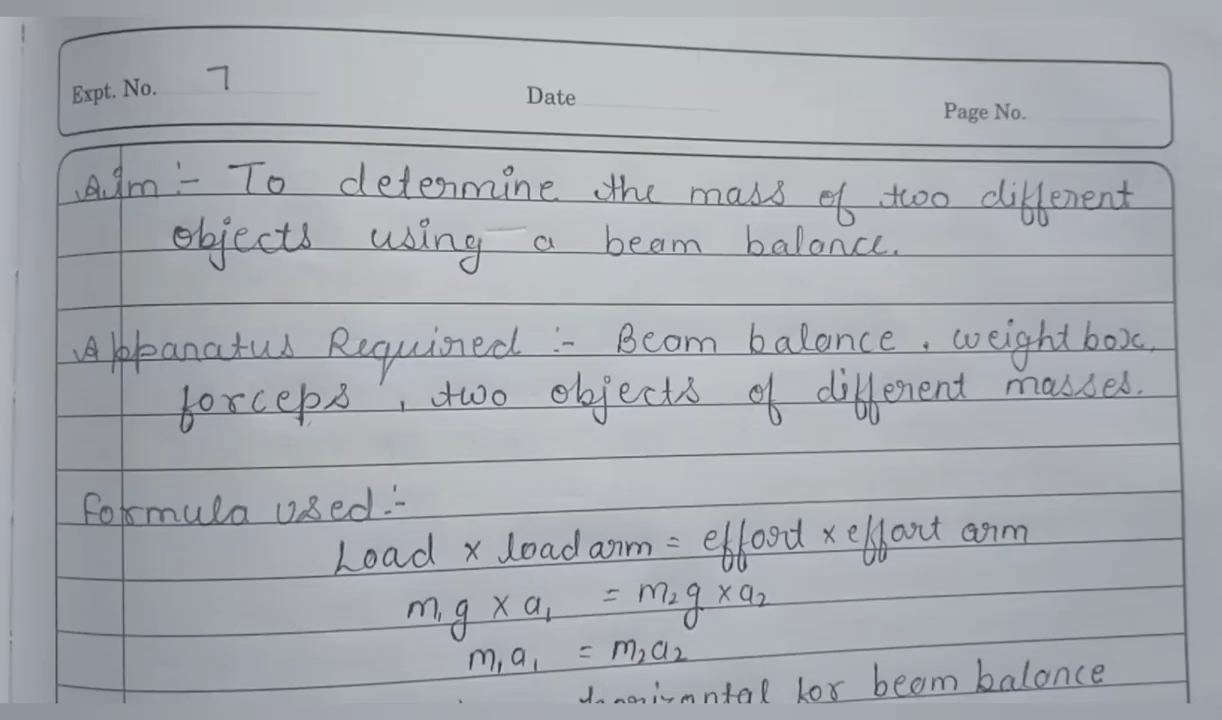 Expt. No. 7 Date Page No.
Aim :- To determine the mass of two different
objects using a beam balance.
Apparatus Required :- Beam balance, weight box,
forceps, two objects of different masses.
Formula used :-
Load × load arm = effort × effort arm
m₁g × a₁ = m₂g × a₂
m₁a₁ = m₂a₂
for beam balance